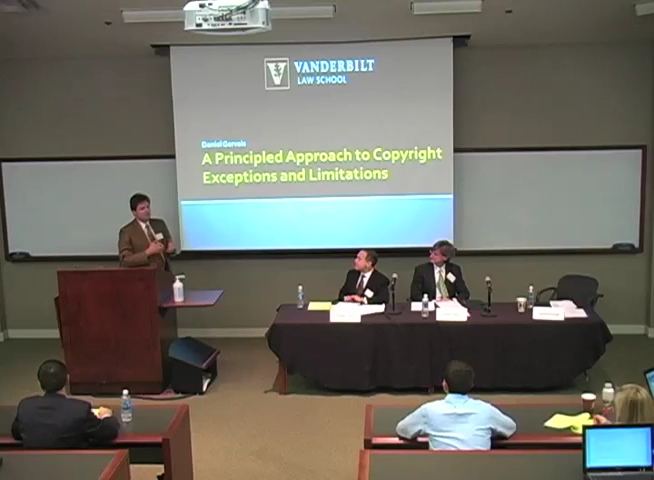 VANDERBILT
LAW SCHOOL
Daniel Gervais
A Principled Approach to Copyright
Exceptions and Limitations